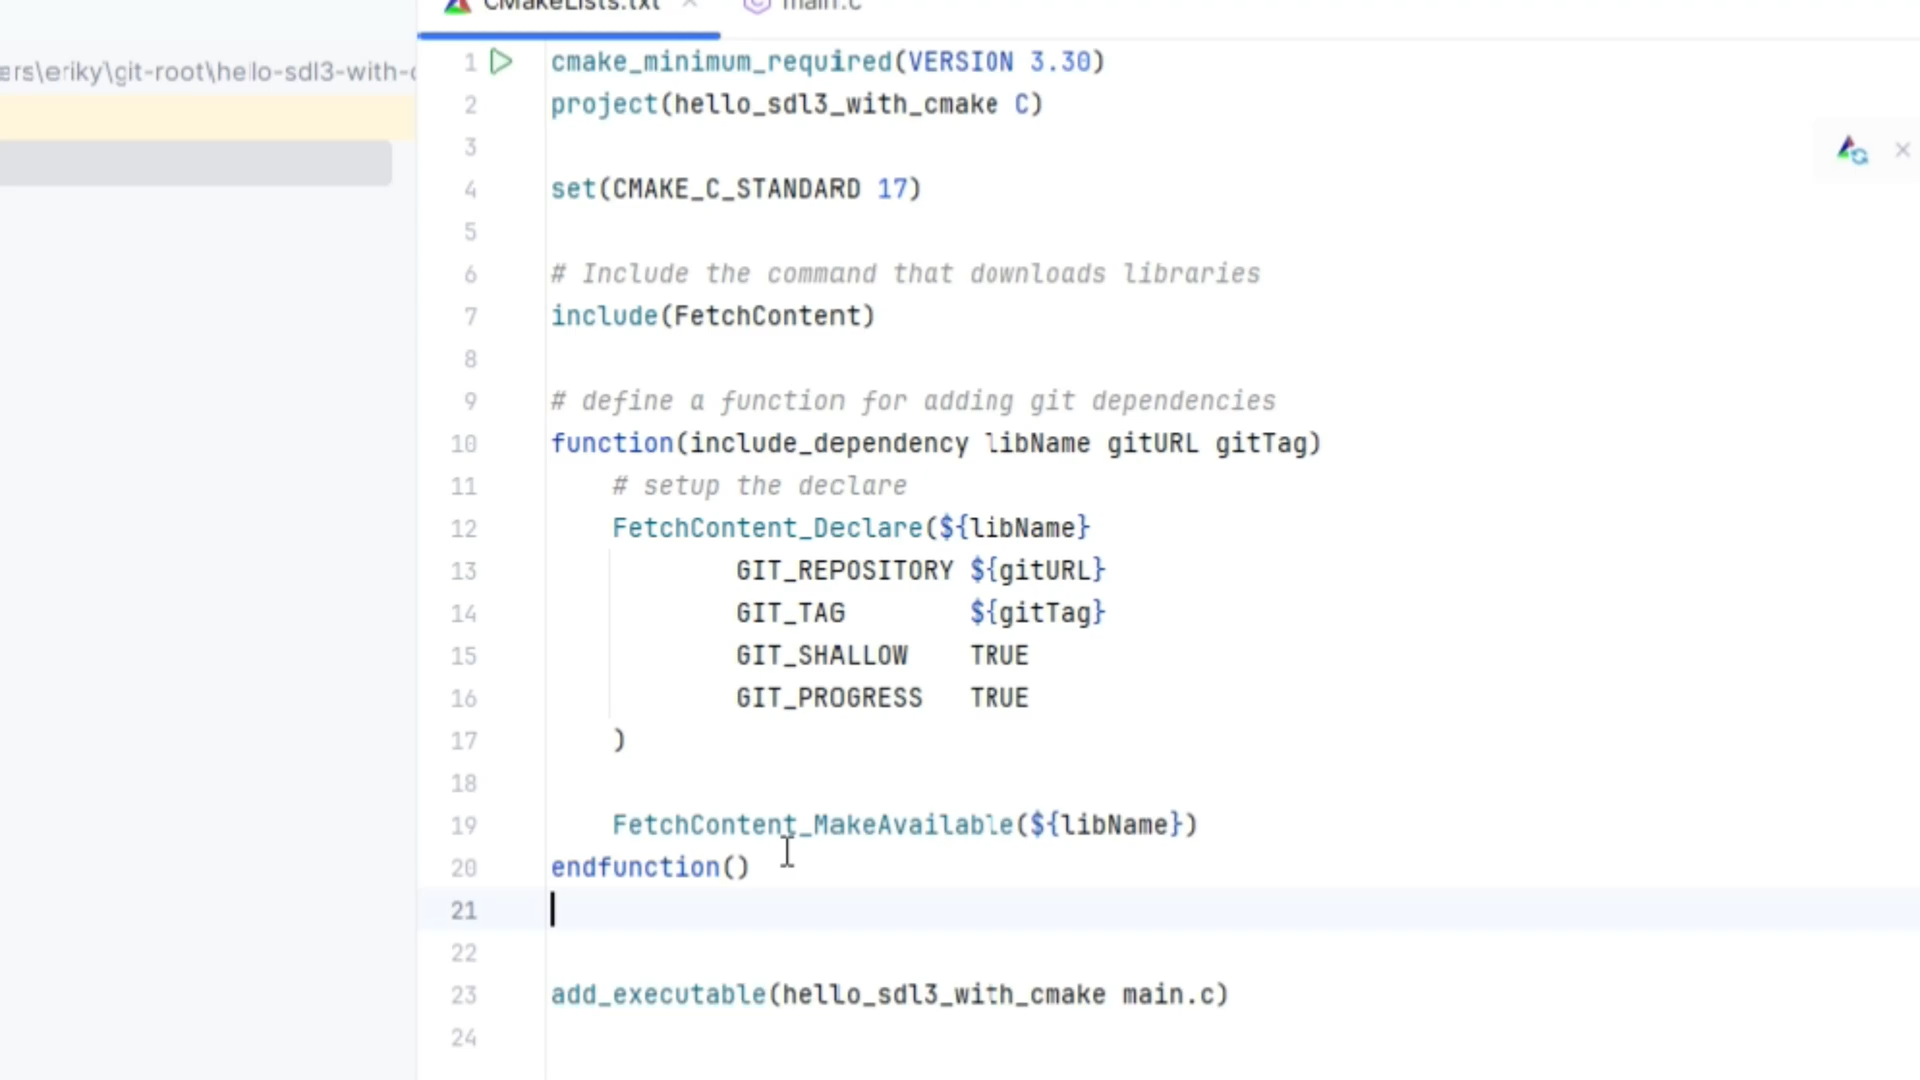 CMakeLists.txt
main.c
ers\eriky\git-root\hello-sdl3-with-
1 cmake_minimum_required(VERSION 3.30)
2 project(hello_sdl3_with_cmake C)
3
4 set(CMAKE_C_STANDARD 17)
5
6 # Include the command that downloads libraries
7 include(FetchContent)
8
9 # define a function for adding git dependencies
10 function(include_dependency libName gitURL gitTag)
11     # setup the declare
12     FetchContent_Declare(${libName}
13             GIT_REPOSITORY ${gitURL}
14             GIT_TAG        ${gitTag}
15             GIT_SHALLOW    TRUE
16             GIT_PROGRESS   TRUE
17     )
18
19     FetchContent_MakeAvailable(${libName})
20 endfunction()
21
22
23 add_executable(hello_sdl3_with_cmake main.c)
24